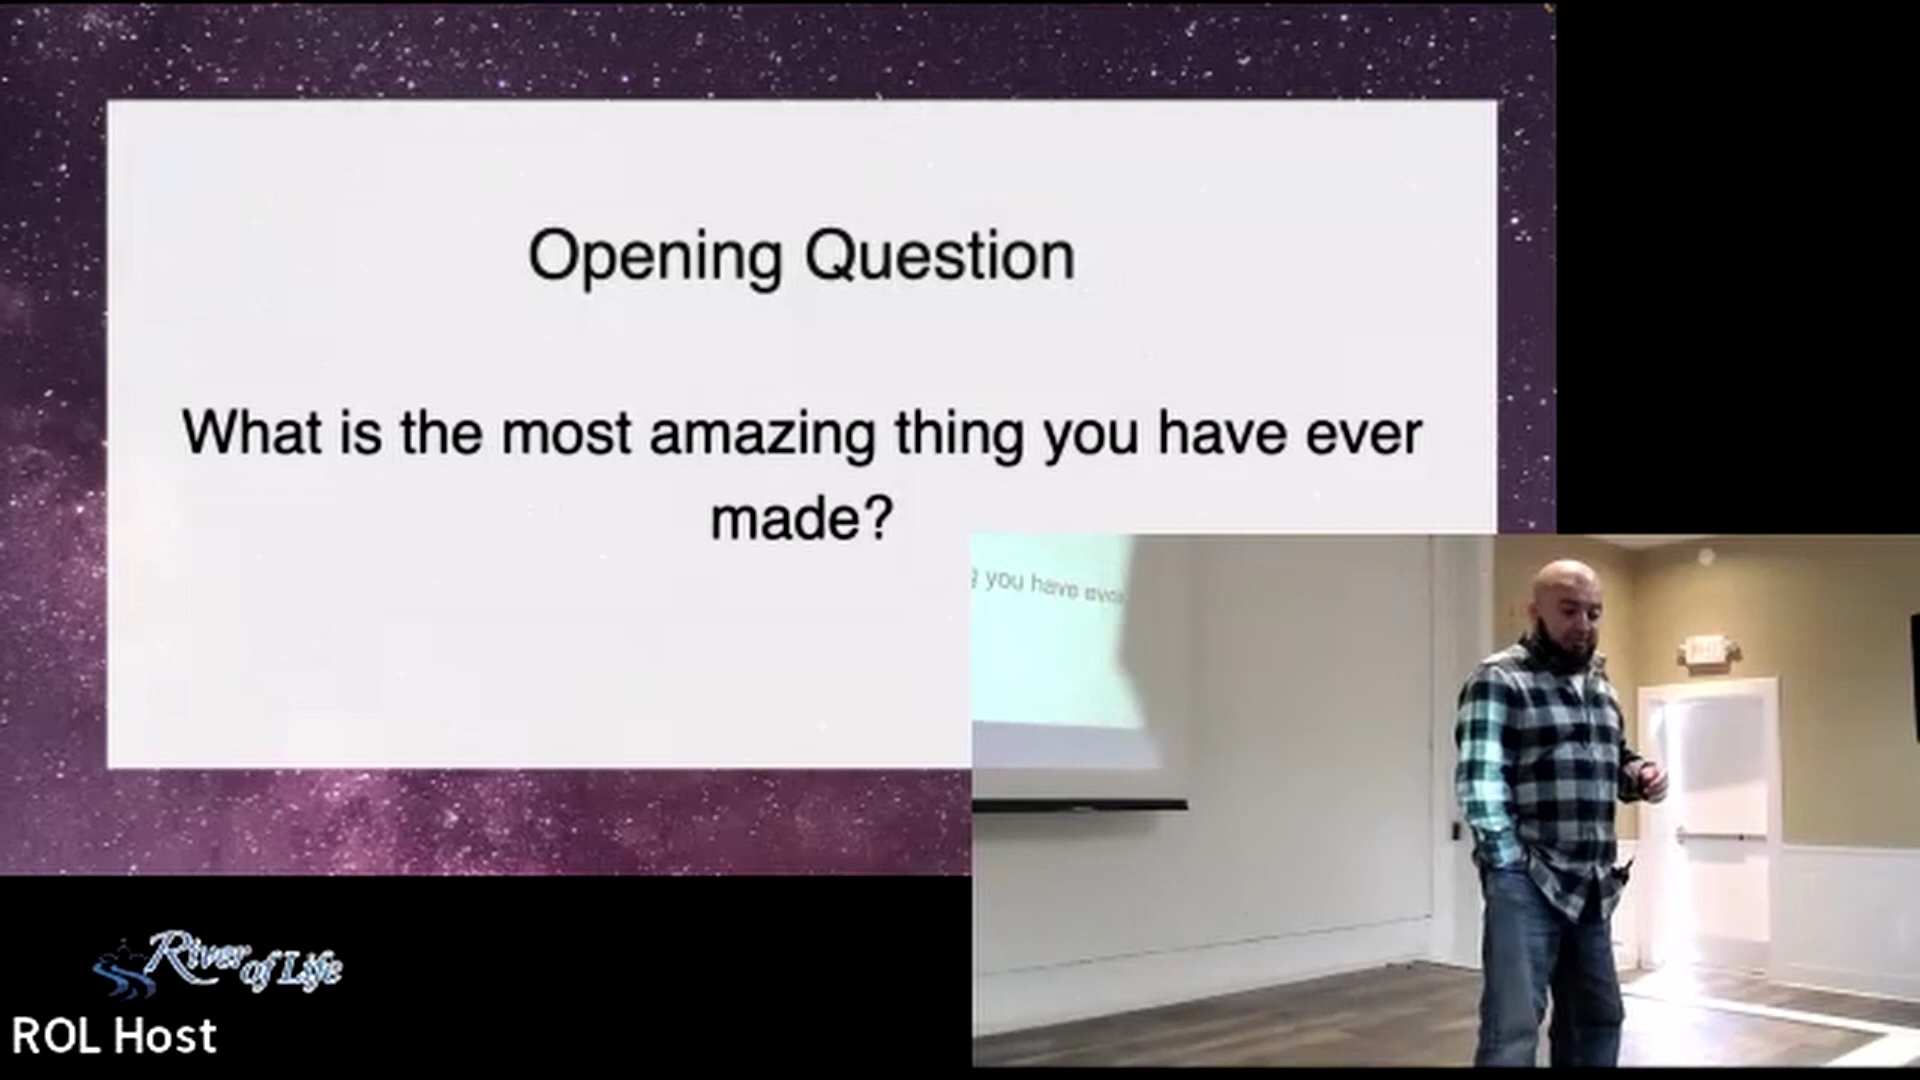 Opening Question
What is the most amazing thing you have ever
made?
you have ever
River of Life
ROL Host